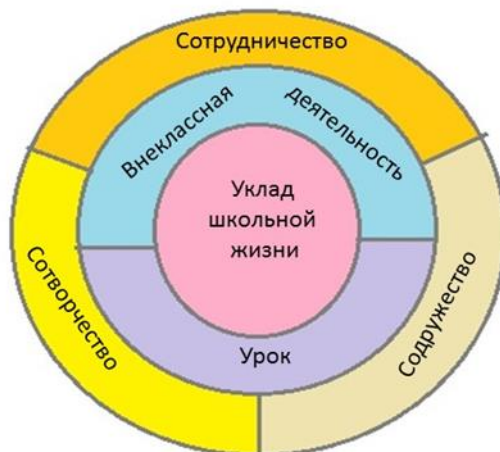 Сотрудничество
Внеклассная деятельность
Уклад
школьной
жизни
Сотворчество
Содружество
Урок